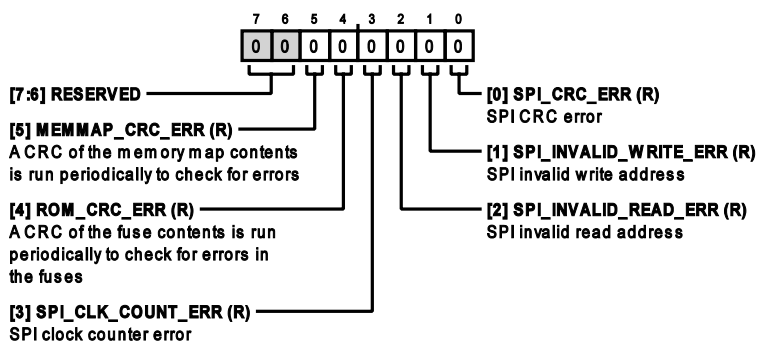 7 6 5 4 3 2 1 0
0 0 0 0 0 0 0 0
[7:6] RESERVED
[5] MEMMAP_CRC_ERR (R)
A CRC of the memory map contents
is run periodically to check for errors
[4] ROM_CRC_ERR (R)
A CRC of the fuse contents is run
periodically to check for errors in
the fuses
[3] SPI_CLK_COUNT_ERR (R)
SPI clock counter error
[0] SPI_CRC_ERR (R)
SPI CRC error
[1] SPI_INVALID_WRITE_ERR (R)
SPI invalid write address
[2] SPI_INVALID_READ_ERR (R)
SPI invalid read address